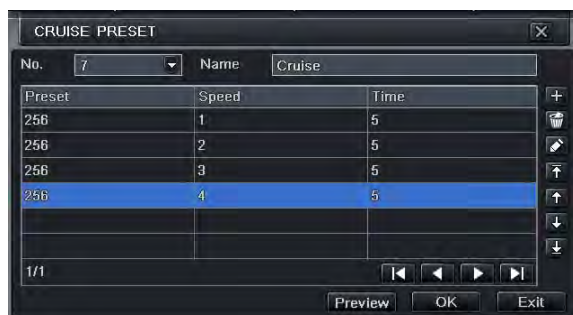 CRUISE PRESET
No. 7 Name Cruise
Preset Speed Time
256 1 5
256 2 5
256 3 5
256 4 5
1/1
Preview OK Exit